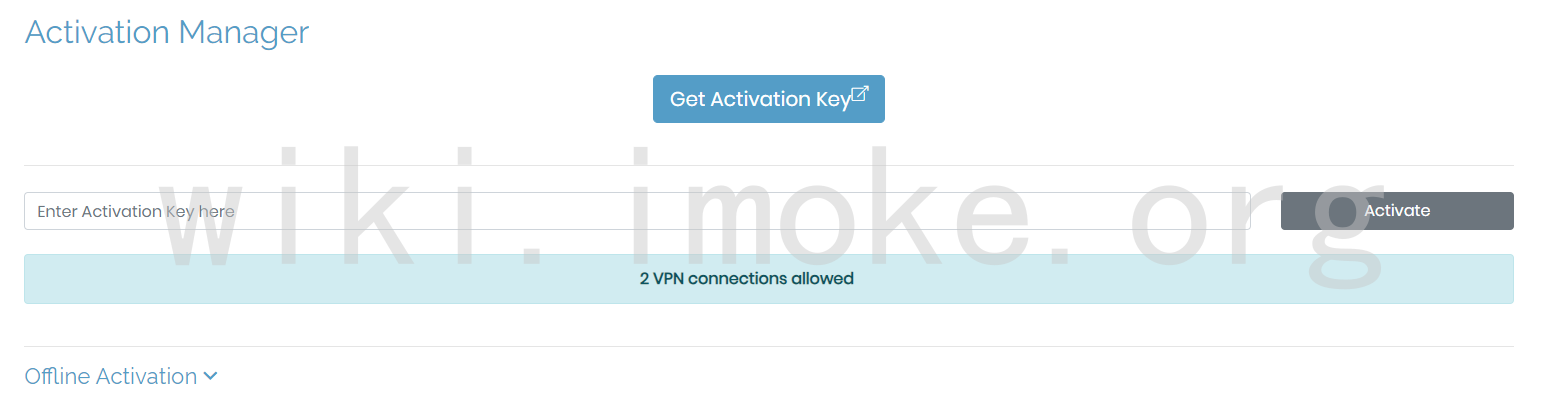 Activation Manager
Get Activation Key
wiki.imoke.org
Enter Activation Key here
Activate
2 VPN connections allowed
Offline Activation